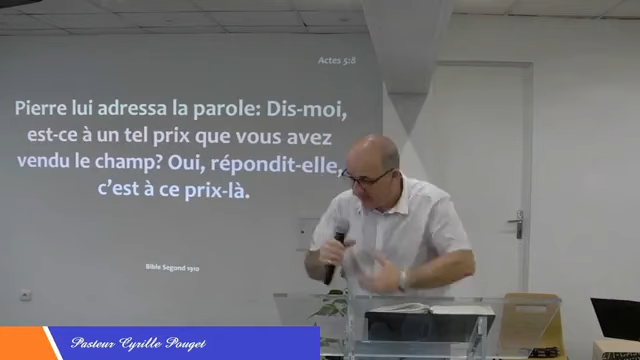 Actes 5:8
Pierre lui adressa la parole: Dis-moi,
est-ce à un tel prix que vous avez
vendu le champ? Oui, répondit-elle,
c'est à ce prix-là.
Bible Segond 1910
Pasteur Cyrille Pouget